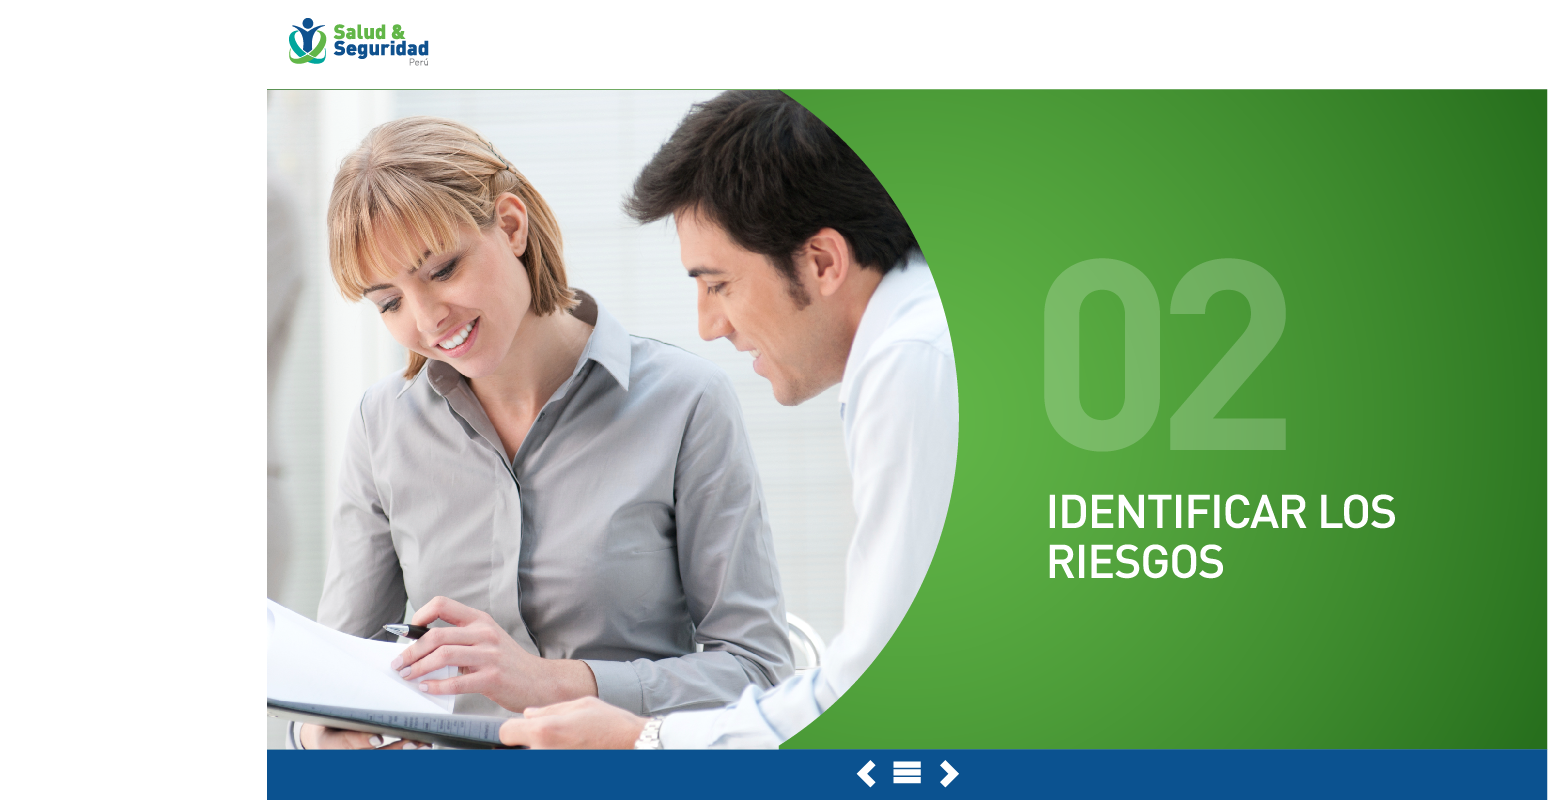 Salud &
Seguridad
Perú
02
IDENTIFICAR LOS
RIESGOS